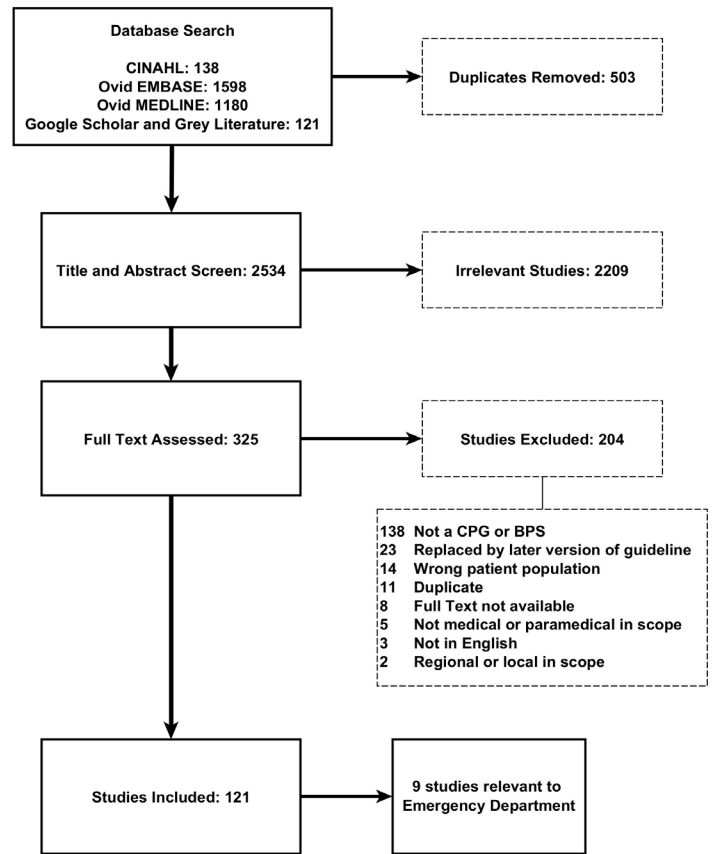 Database Search
CINAHL: 138
Ovid EMBASE: 1598
Ovid MEDLINE: 1180
Google Scholar and Grey Literature: 121
Duplicates Removed: 503
Title and Abstract Screen: 2534
Irrelevant Studies: 2209
Full Text Assessed: 325
Studies Excluded: 204
138 Not a CPG or BPS
23 Replaced by later version of guideline
14 Wrong patient population
11 Duplicate
8 Full Text not available
5 Not medical or paramedical in scope
3 Not in English
2 Regional or local in scope
Studies Included: 121
9 studies relevant to
Emergency Department